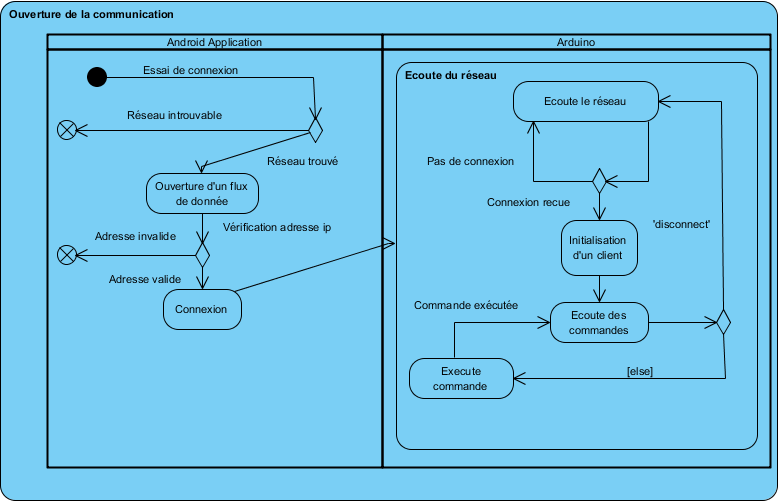 Ouverture de la communication
Android Application
Arduino
Essai de connexion
Réseau introuvable
Réseau trouvé
Ouverture d'un flux
de donnée
Vérification adresse ip
Adresse invalide
Adresse valide
Connexion
Ecoute du réseau
Ecoute le réseau
Pas de connexion
Connexion recue
'disconnect'
Initialisation
d'un client
Commande exécutée
Ecoute des
commandes
Execute
commande
[else]